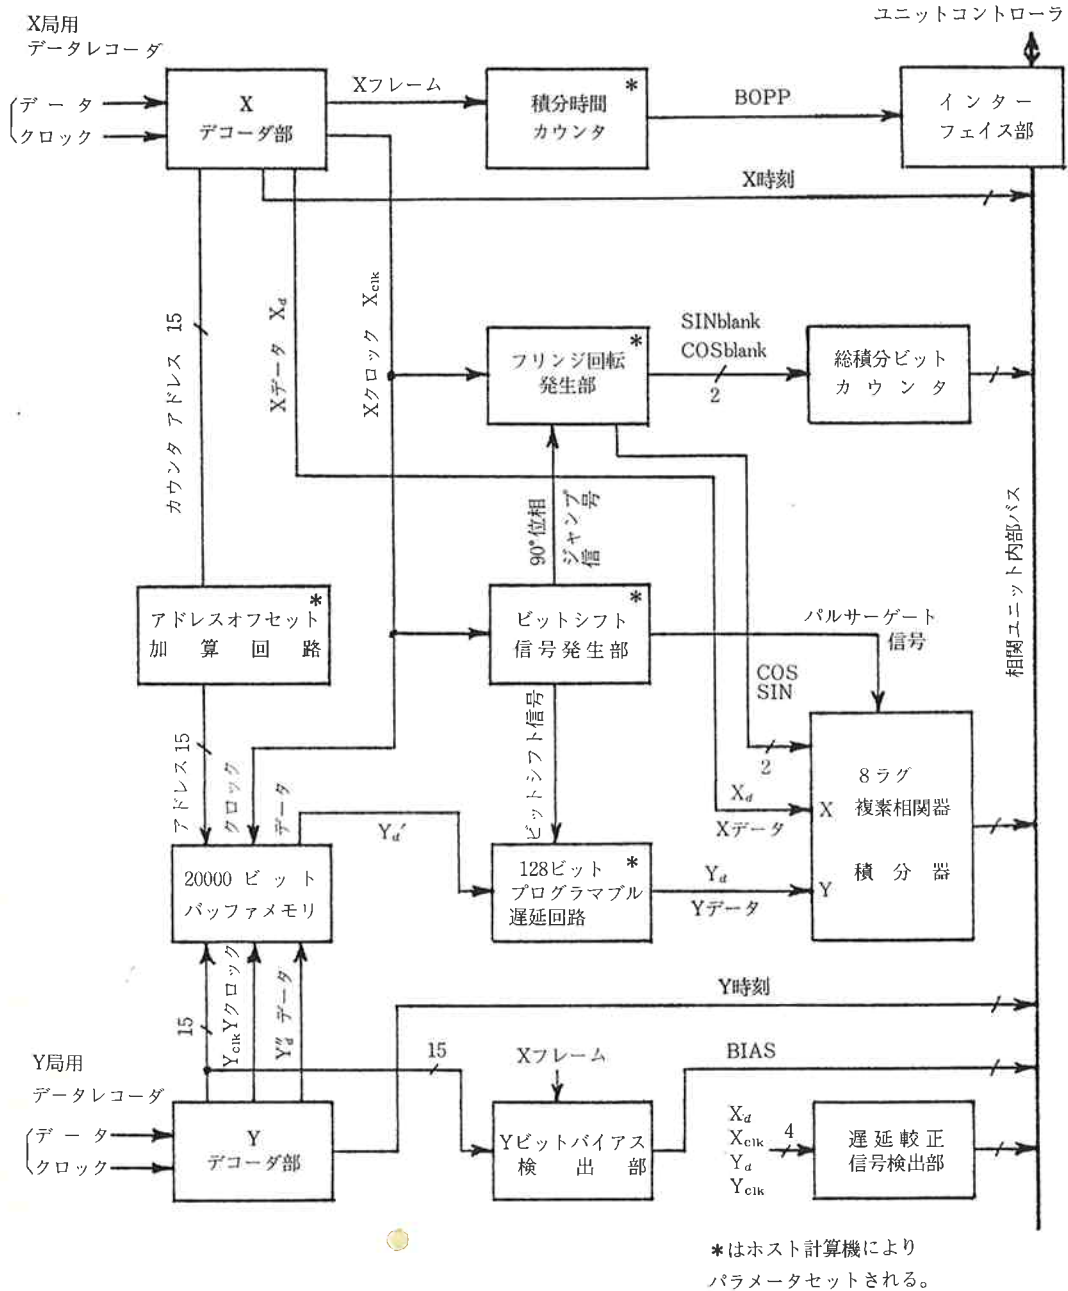 ユニットコントローラ
X局用
データレコーダ
データ
クロック
X
デコーダ部
Xフレーム
*
積分時間
カウンタ
BOPP
インター
フェイス部
X時刻
カウンタ アドレス 15
Xデータ Xd
Xクロック Xclk
*
フリンジ回転
発生部
SINblank
COSblank
2
総積分ビット
カウンタ
90°位相
ジャンプ
信号
相関ユニット内部バス
*
アドレスオフセット
加算回路
*
ビットシフト
信号発生部
パルサーゲート
信号
COS
SIN
2
アドレス 15
クロック
データ
ビットシフト信号
Yd′
Xd
Xデータ
X
8ラグ
複素相関器
積分器
Y
20000 ビット
バッファメモリ
*
128ビット
プログラマブル
遅延回路
Yd
Yデータ
15
Yclk Yクロック
Yd″ データ
Y時刻
15
Xフレーム
BIAS
Y局用
データレコーダ
データ
クロック
Y
デコーダ部
Yビットバイアス
検出部
Xd
Xclk
Yd
Yclk
4
遅延較正
信号検出部
*はホスト計算機により
パラメータセットされる。